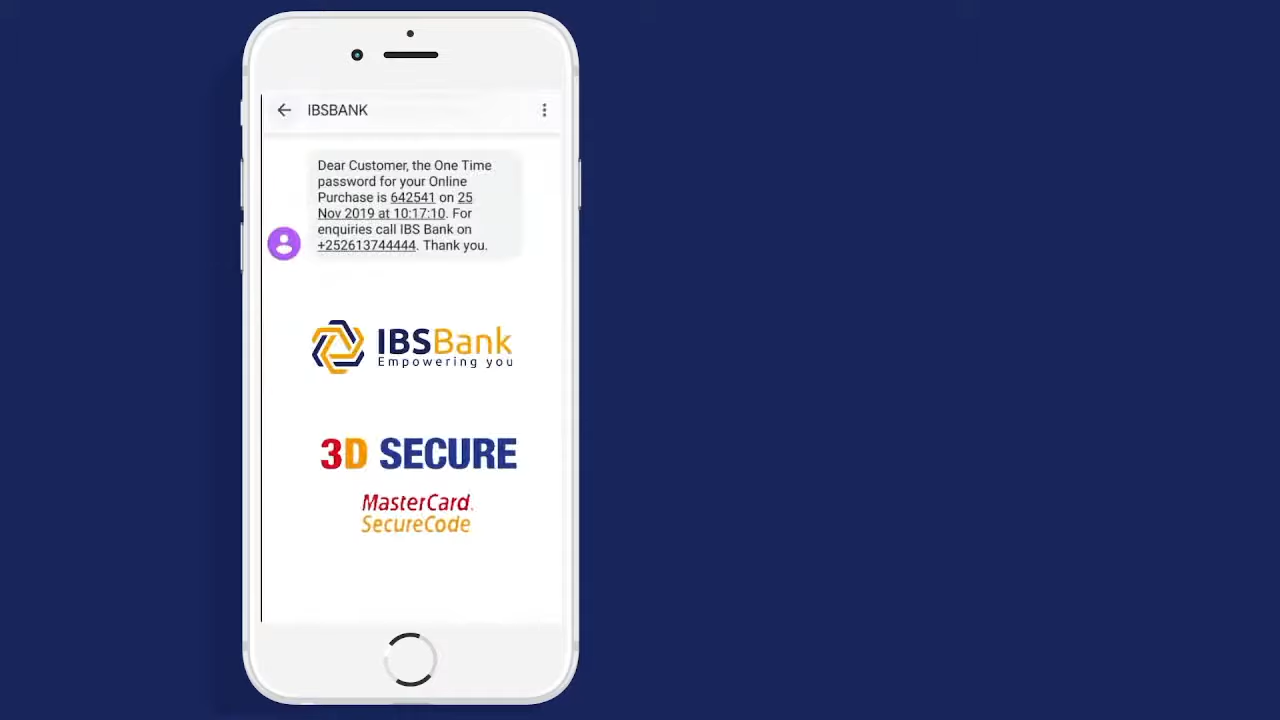 IBSBANK
Dear Customer, the One Time
password for your Online
Purchase is 642541 on 25
Nov 2019 at 10:17:10. For
enquiries call IBS Bank on
+252613744444. Thank you.
IBSBank
Empowering you
3D SECURE
MasterCard.
SecureCode